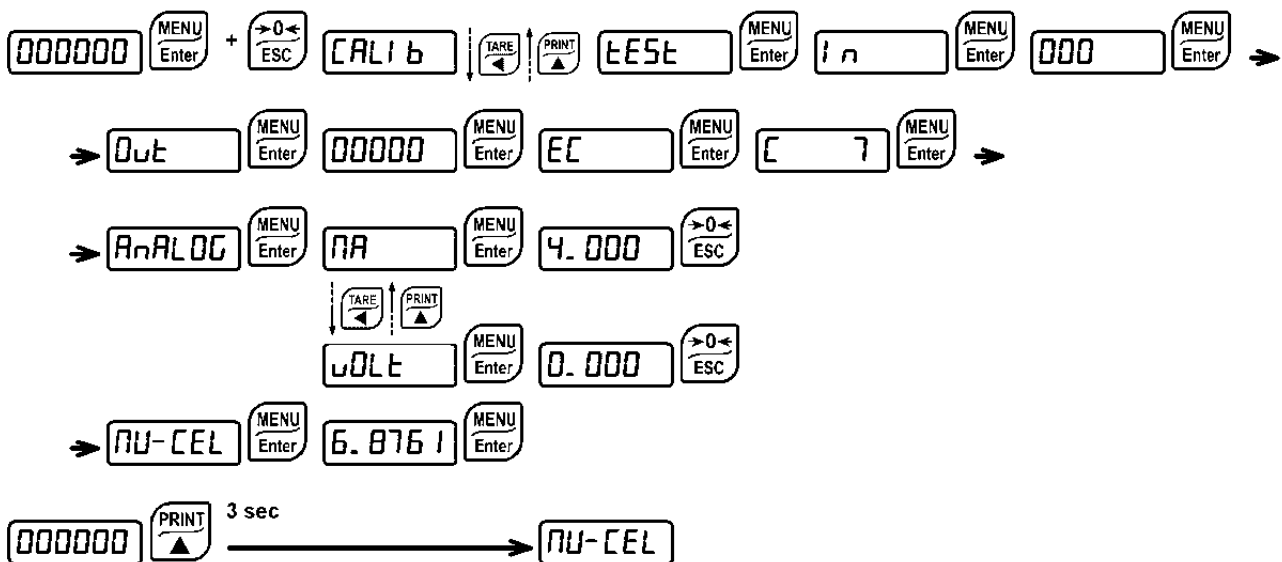 000000 MENU Enter + →0← ESC CALIb TARE PRINT tESt MENU Enter In MENU Enter 000 MENU Enter
Out MENU Enter 00000 MENU Enter EC MENU Enter C 7 MENU Enter
AnALOG MENU Enter MA MENU Enter 4.000 →0← ESC
TARE PRINT
vOLt MENU Enter 0.000 →0← ESC
MV-CEL MENU Enter 6.8761 MENU Enter
000000 PRINT 3 sec MV-CEL